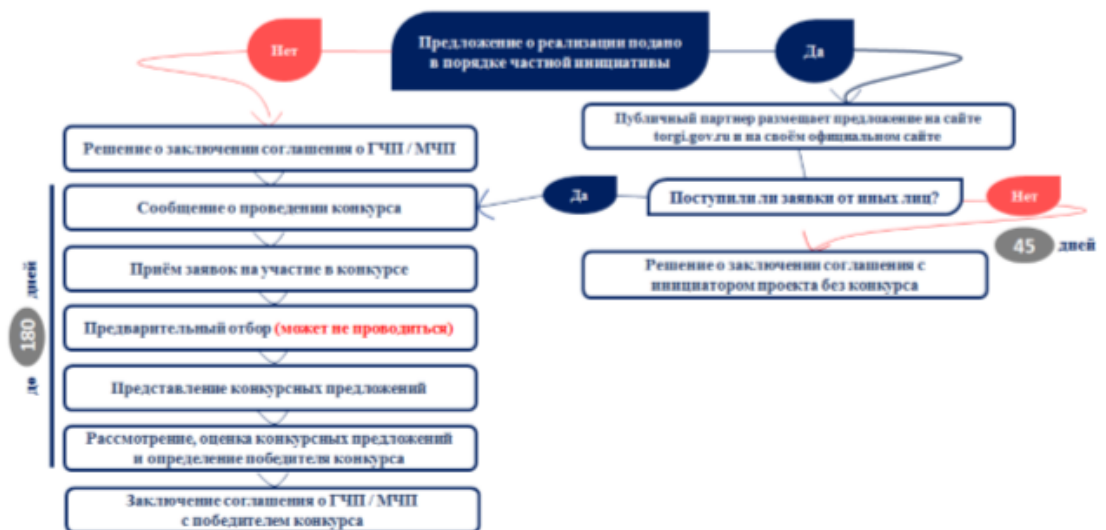 Предложение о реализации подано
в порядке частной инициативы
Нет
Да
Публичный партнер размещает предложение на сайте
torgi.gov.ru и на своём официальном сайте
Решение о заключении соглашения о ГЧП / МЧП
Поступили ли заявки от иных лиц?
Да
Нет
Сообщение о проведении конкурса
45 дней
Решение о заключении соглашения с
инициатором проекта без конкурса
Приём заявок на участие в конкурсе
Предварительный отбор (может не проводиться)
до 180 дней
Представление конкурсных предложений
Рассмотрение, оценка конкурсных предложений
и определение победителя конкурса
Заключение соглашения о ГЧП / МЧП
с победителем конкурса